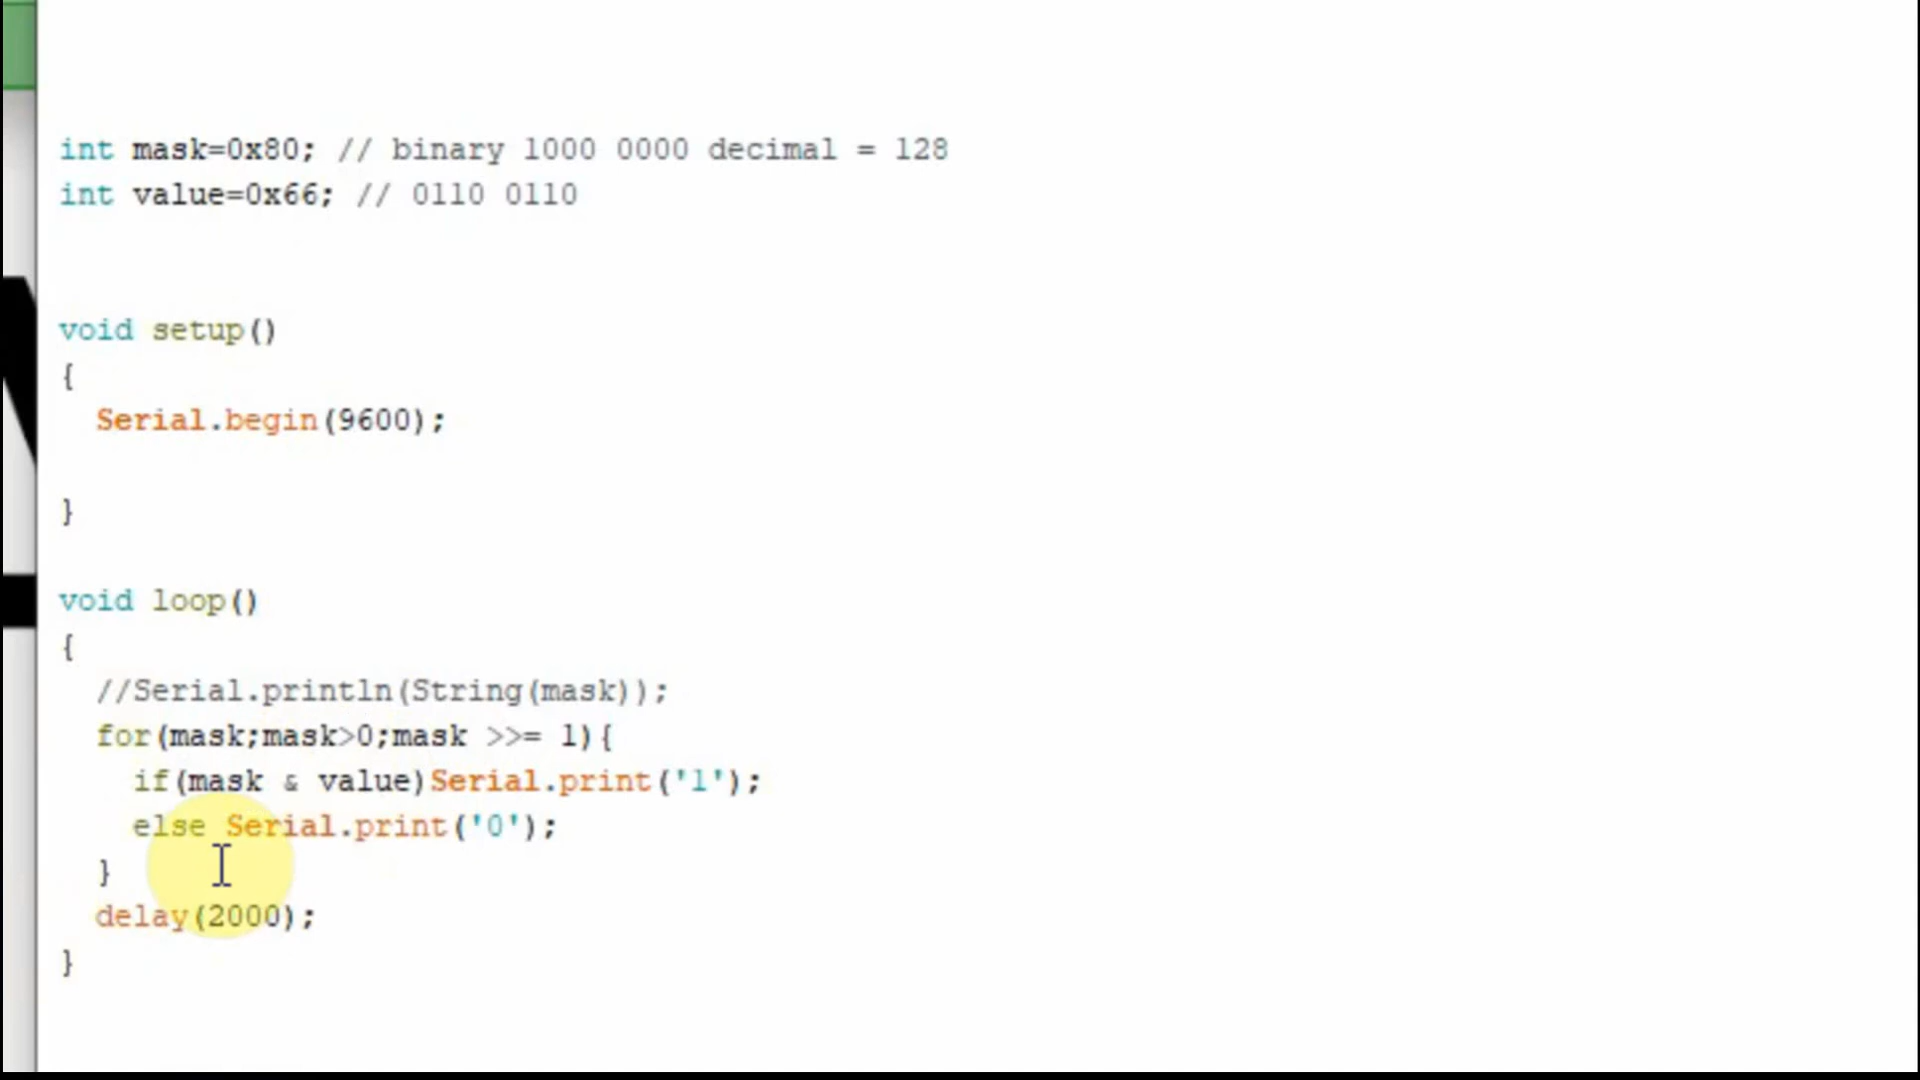 int mask=0x80; // binary 1000 0000 decimal = 128
int value=0x66; // 0110 0110
void setup()
{
Serial.begin(9600);
}
void loop()
{
//Serial.println(String(mask));
for(mask;mask>0;mask >>= 1){
if(mask & value)Serial.print('1');
else Serial.print('0');
}
delay(2000);
}